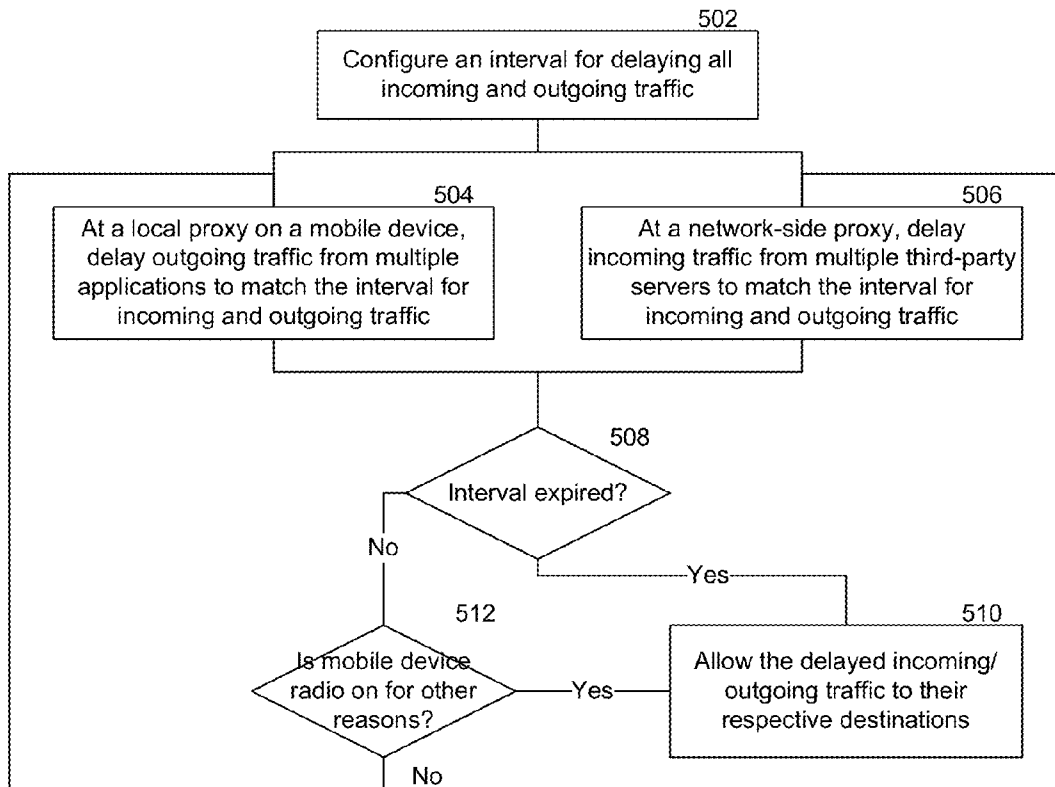 502
Configure an interval for delaying all
incoming and outgoing traffic
504
At a local proxy on a mobile device,
delay outgoing traffic from multiple
applications to match the interval for
incoming and outgoing traffic
506
At a network-side proxy, delay
incoming traffic from multiple third-party
servers to match the interval for
incoming and outgoing traffic
508
Interval expired?
No
Yes
512
Is mobile device
radio on for other
reasons?
Yes
510
Allow the delayed incoming/
outgoing traffic to their
respective destinations
No